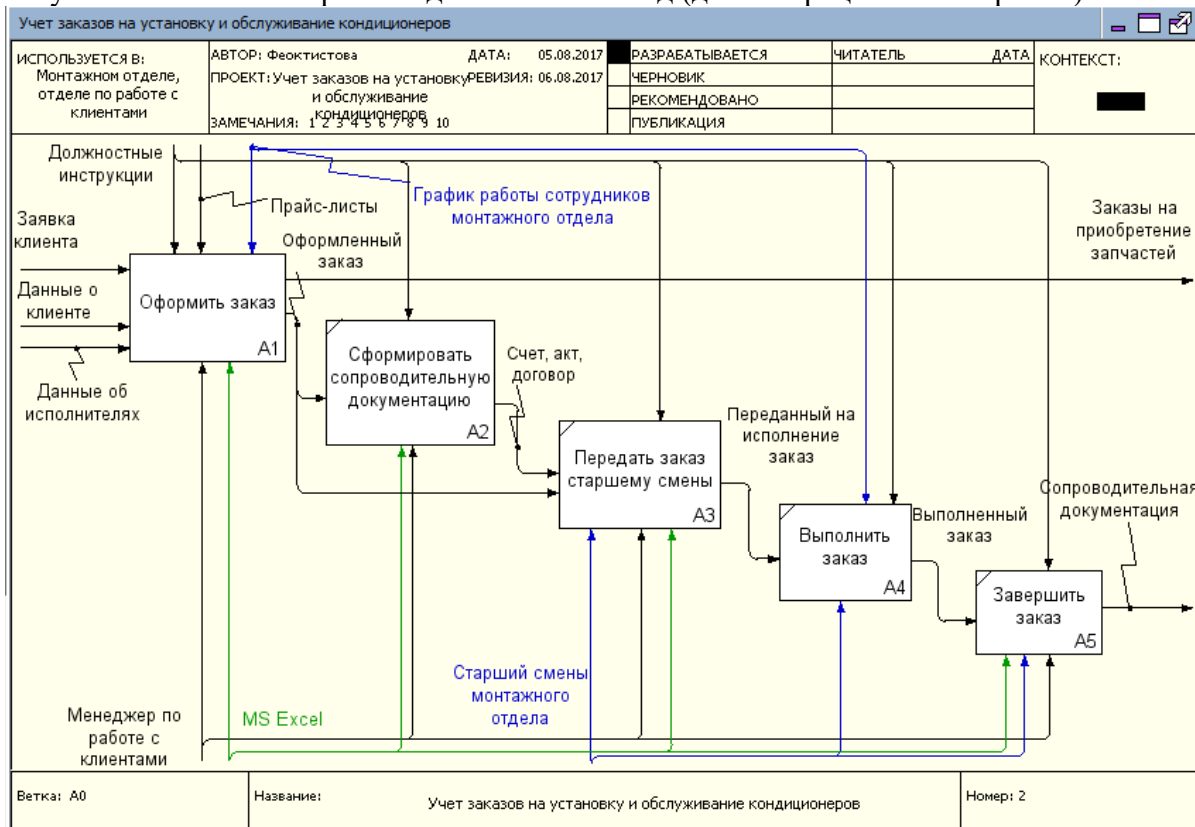 Учет заказов на установку и обслуживание кондиционеров
ИСПОЛЬЗУЕТСЯ В:
Монтажном отделе,
отделе по работе с
клиентами
АВТОР: Феоктистова
ДАТА: 05.08.2017
ПРОЕКТ: Учет заказов на установку
и обслуживание
кондиционеров
РЕВИЗИЯ: 06.08.2017
ЗАМЕЧАНИЯ: 1 2 3 4 5 6 7 8 9 10
РАЗРАБАТЫВАЕТСЯ
ЧЕРНОВИК
РЕКОМЕНДОВАНО
ПУБЛИКАЦИЯ
ЧИТАТЕЛЬ
ДАТА
КОНТЕКСТ:
Должностные
инструкции
Прайс-листы
График работы сотрудников
монтажного отдела
Заявка
клиента
Оформленный
заказ
Заказы на
приобретение
запчастей
Данные о
клиенте
Оформить заказ
A1
Данные об
исполнителях
Сформировать
сопроводительную
документацию
A2
Счет, акт,
договор
Передать заказ
старшему смены
A3
Переданный на
исполнение
заказ
Выполнить
заказ
A4
Выполненный
заказ
Сопроводительная
документация
Завершить
заказ
A5
Старший смены
монтажного
отдела
Менеджер по
работе с
клиентами
MS Excel
Ветка: A0
Название:
Учет заказов на установку и обслуживание кондиционеров
Номер: 2